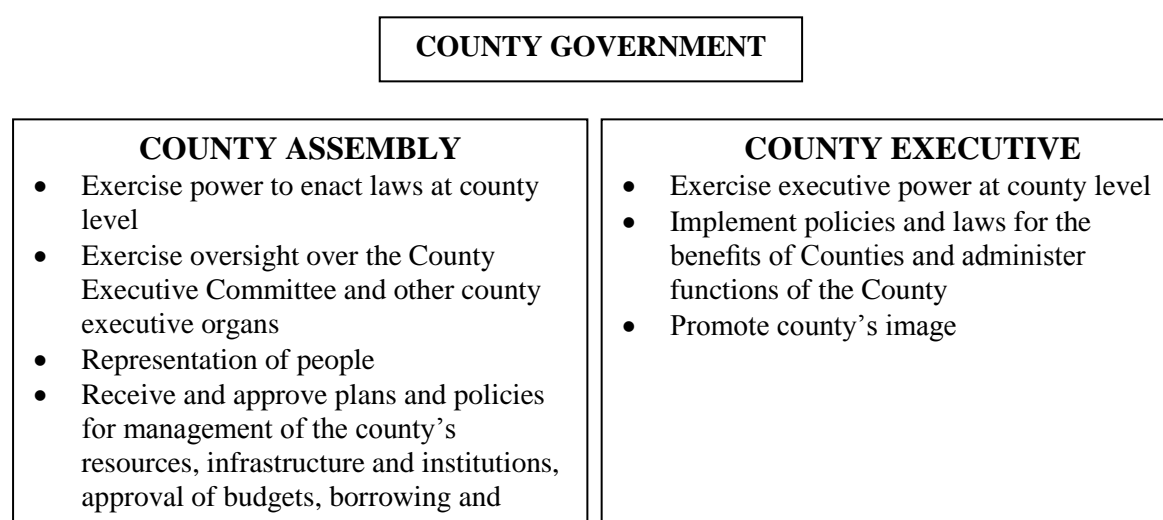 COUNTY GOVERNMENT
COUNTY ASSEMBLY
• Exercise power to enact laws at county
level
• Exercise oversight over the County
Executive Committee and other county
executive organs
• Representation of people
• Receive and approve plans and policies
for management of the county’s
resources, infrastructure and institutions,
approval of budgets, borrowing and
COUNTY EXECUTIVE
• Exercise executive power at county level
• Implement policies and laws for the
benefits of Counties and administer
functions of the County
• Promote county’s image